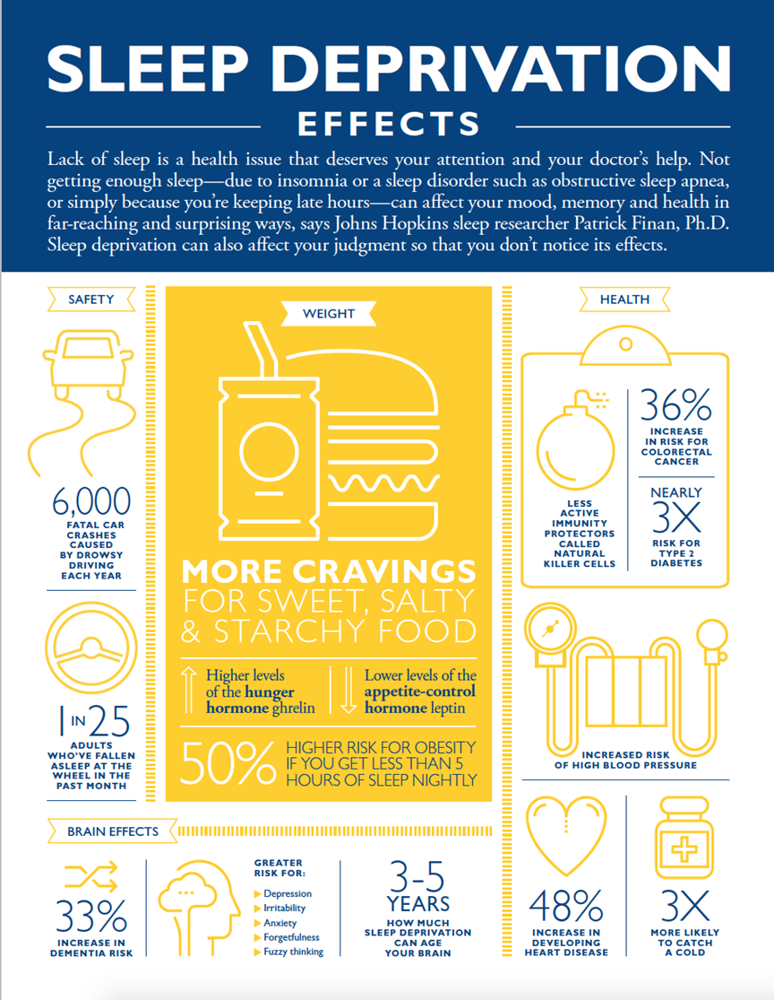 SLEEP DEPRIVATION
EFFECTS
Lack of sleep is a health issue that deserves your attention and your doctor's help. Not
getting enough sleep—due to insomnia or a sleep disorder such as obstructive sleep apnea,
or simply because you're keeping late hours—can affect your mood, memory and health in
far-reaching and surprising ways, says Johns Hopkins sleep researcher Patrick Finan, Ph.D.
Sleep deprivation can also affect your judgment so that you don't notice its effects.
SAFETY
6,000
FATAL CAR
CRASHES
CAUSED
BY DROWSY
DRIVING
EACH YEAR
1 IN 25
ADULTS
WHO'VE FALLEN
ASLEEP AT THE
WHEEL IN THE
PAST MONTH
WEIGHT
MORE CRAVINGS
FOR SWEET, SALTY
& STARCHY FOOD
Higher levels
of the hunger
hormone ghrelin
Lower levels of the
appetite-control
hormone leptin
50%
HIGHER RISK FOR OBESITY
IF YOU GET LESS THAN 5
HOURS OF SLEEP NIGHTLY
HEALTH
LESS
ACTIVE
IMMUNITY
PROTECTORS
CALLED
NATURAL
KILLER CELLS
36%
INCREASE
IN RISK FOR
COLORECTAL
CANCER
NEARLY
3X
RISK FOR
TYPE 2
DIABETES
INCREASED RISK
OF HIGH BLOOD PRESSURE
48%
INCREASE IN
DEVELOPING
HEART DISEASE
3X
MORE LIKELY
TO CATCH
A COLD
BRAIN EFFECTS
33%
INCREASE IN
DEMENTIA RISK
GREATER
RISK FOR:
Depression
Irritability
Anxiety
Forgetfulness
Fuzzy thinking
3-5
YEARS
HOW MUCH
SLEEP DEPRIVATION
CAN AGE
YOUR BRAIN